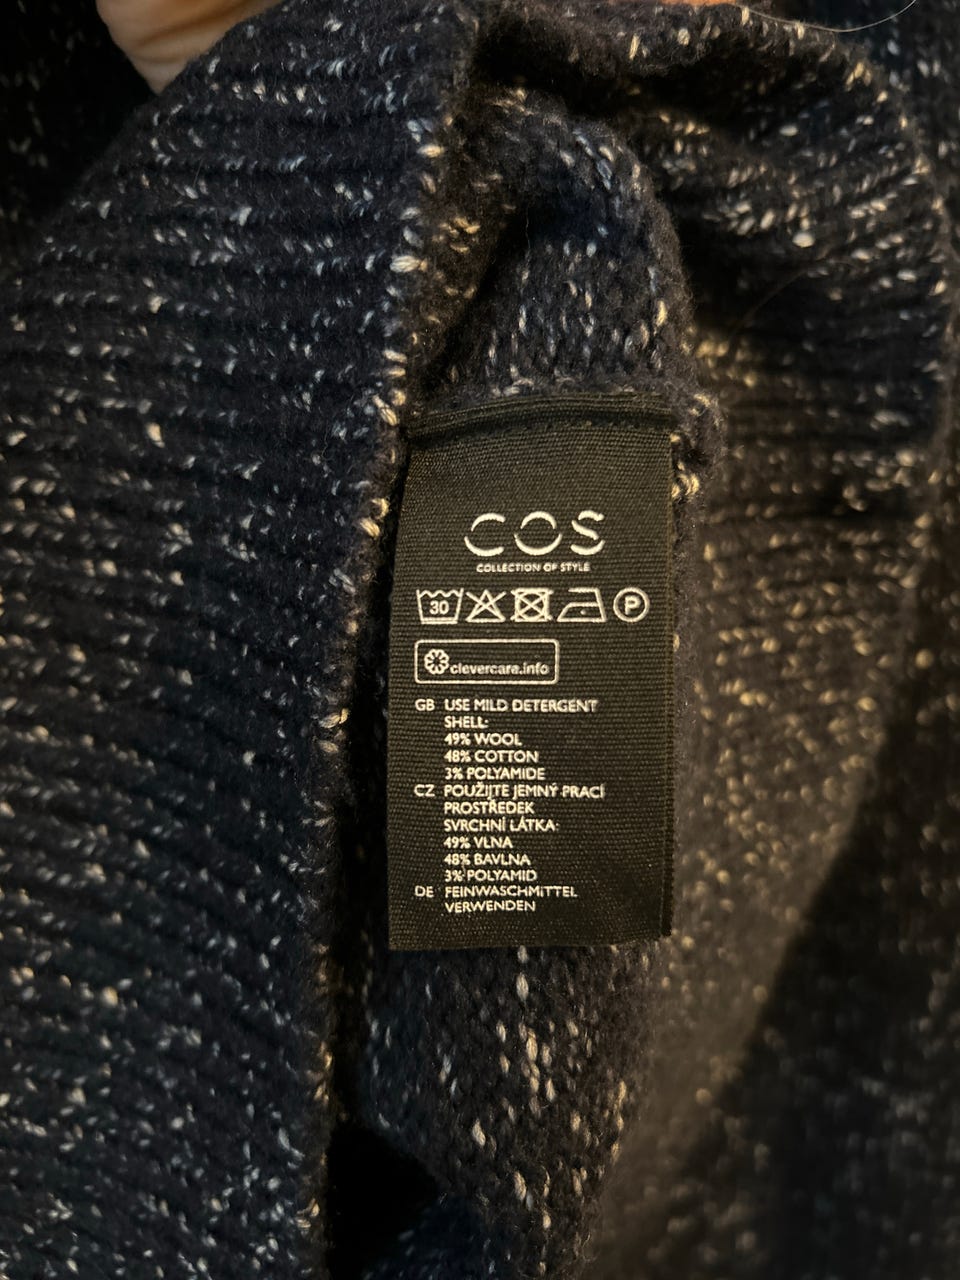 COS
COLLECTION OF STYLE
30 P
clevercare.info
GB USE MILD DETERGENT
SHELL:
49% WOOL
48% COTTON
3% POLYAMIDE
CZ POUŽIJTE JEMNÝ PRACÍ
PROSTŘEDEK
SVRCHNÍ LÁTKA:
49% VLNA
48% BAVLNA
3% POLYAMID
DE FEINWASCHMITTEL
VERWENDEN